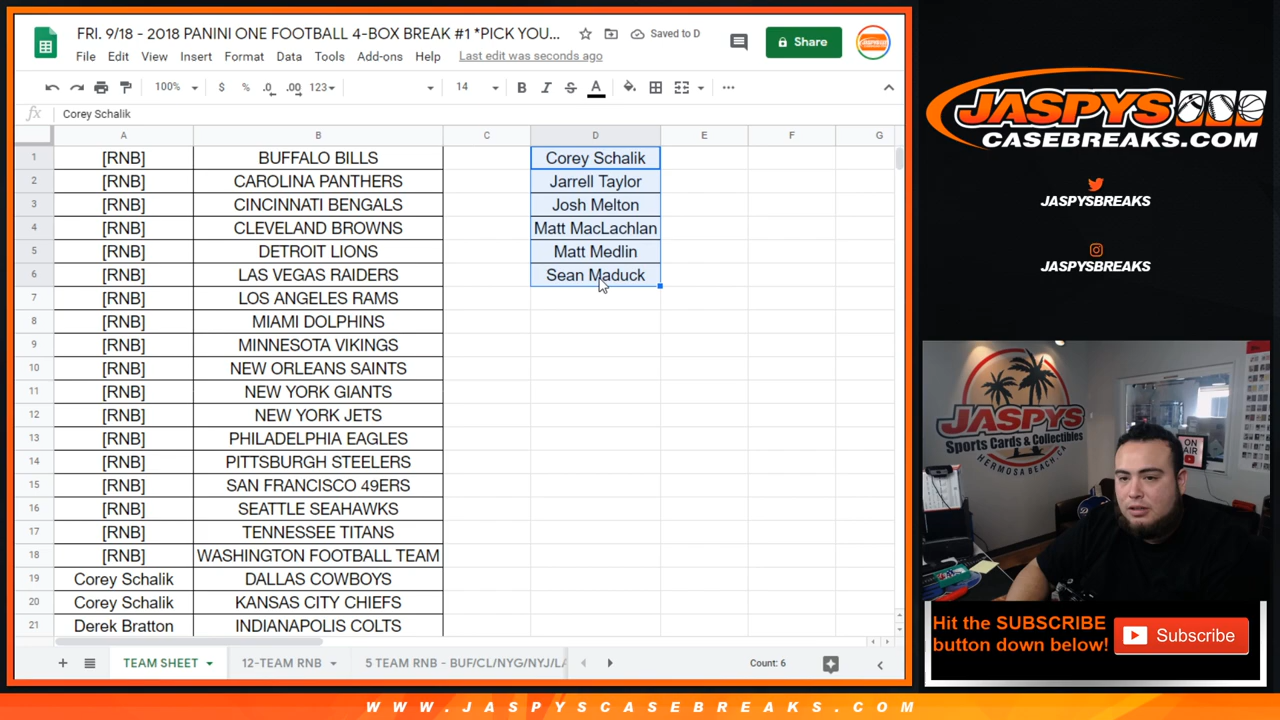 FRI. 9/18 - 2018 PANINI ONE FOOTBALL 4-BOX BREAK #1 *PICK YOU...
Saved to D
Share
File Edit View Insert Format Data Tools Add-ons Help Last edit was seconds ago
100% $ % .0 .00 123 14 B I S A
fx Corey Schalik
A B C D E F G
1 [RNB] BUFFALO BILLS Corey Schalik
2 [RNB] CAROLINA PANTHERS Jarrell Taylor
3 [RNB] CINCINNATI BENGALS Josh Melton
4 [RNB] CLEVELAND BROWNS Matt MacLachlan
5 [RNB] DETROIT LIONS Matt Medlin
6 [RNB] LAS VEGAS RAIDERS Sean Maduck
7 [RNB] LOS ANGELES RAMS
8 [RNB] MIAMI DOLPHINS
9 [RNB] MINNESOTA VIKINGS
10 [RNB] NEW ORLEANS SAINTS
11 [RNB] NEW YORK GIANTS
12 [RNB] NEW YORK JETS
13 [RNB] PHILADELPHIA EAGLES
14 [RNB] PITTSBURGH STEELERS
15 [RNB] SAN FRANCISCO 49ERS
16 [RNB] SEATTLE SEAHAWKS
17 [RNB] TENNESSEE TITANS
18 [RNB] WASHINGTON FOOTBALL TEAM
19 Corey Schalik DALLAS COWBOYS
20 Corey Schalik KANSAS CITY CHIEFS
21 Derek Bratton INDIANAPOLIS COLTS
TEAM SHEET 12-TEAM RNB 5 TEAM RNB - BUF/CL/NYG/NYJ/LA Count: 6
JASPYS
CASEBREAKS.COM
JASPYSBREAKS
JASPYSBREAKS
JASPYS
Sports Cards & Collectibles
HERMOSA BEACH, CA
ON
AIR
Hit the SUBSCRIBE
button down below!
Subscribe
WWW.JASPYSCASEBREAKS.COM